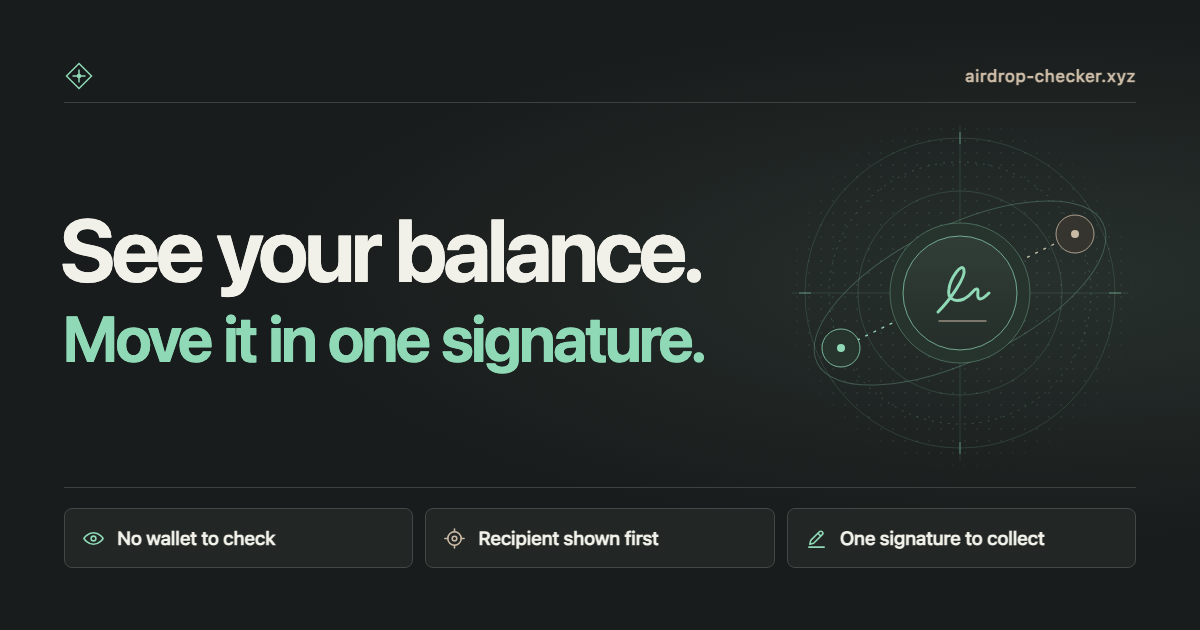 airdrop-checker.xyz
See your balance.
Move it in one signature.
No wallet to check
Recipient shown first
One signature to collect